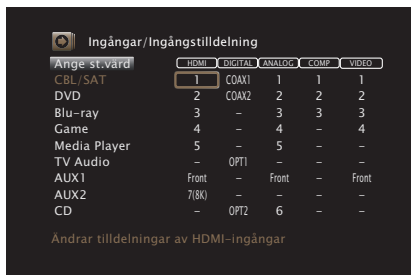 Ingångar/Ingångstilldelning
Ange st.värd HDMI DIGITAL ANALOG COMP VIDEO
CBL/SAT 1 COAX1 1 1 1
DVD 2 COAX2 2 2 2
Blu-ray 3 – 3 3 3
Game 4 – 4 – 4
Media Player 5 – 5 – –
TV Audio – OPT1 – – –
AUX1 Front – Front – Front
AUX2 7(8K) – – – –
CD – OPT2 6 – –
Ändrar tilldelningar av HDMI-ingångar